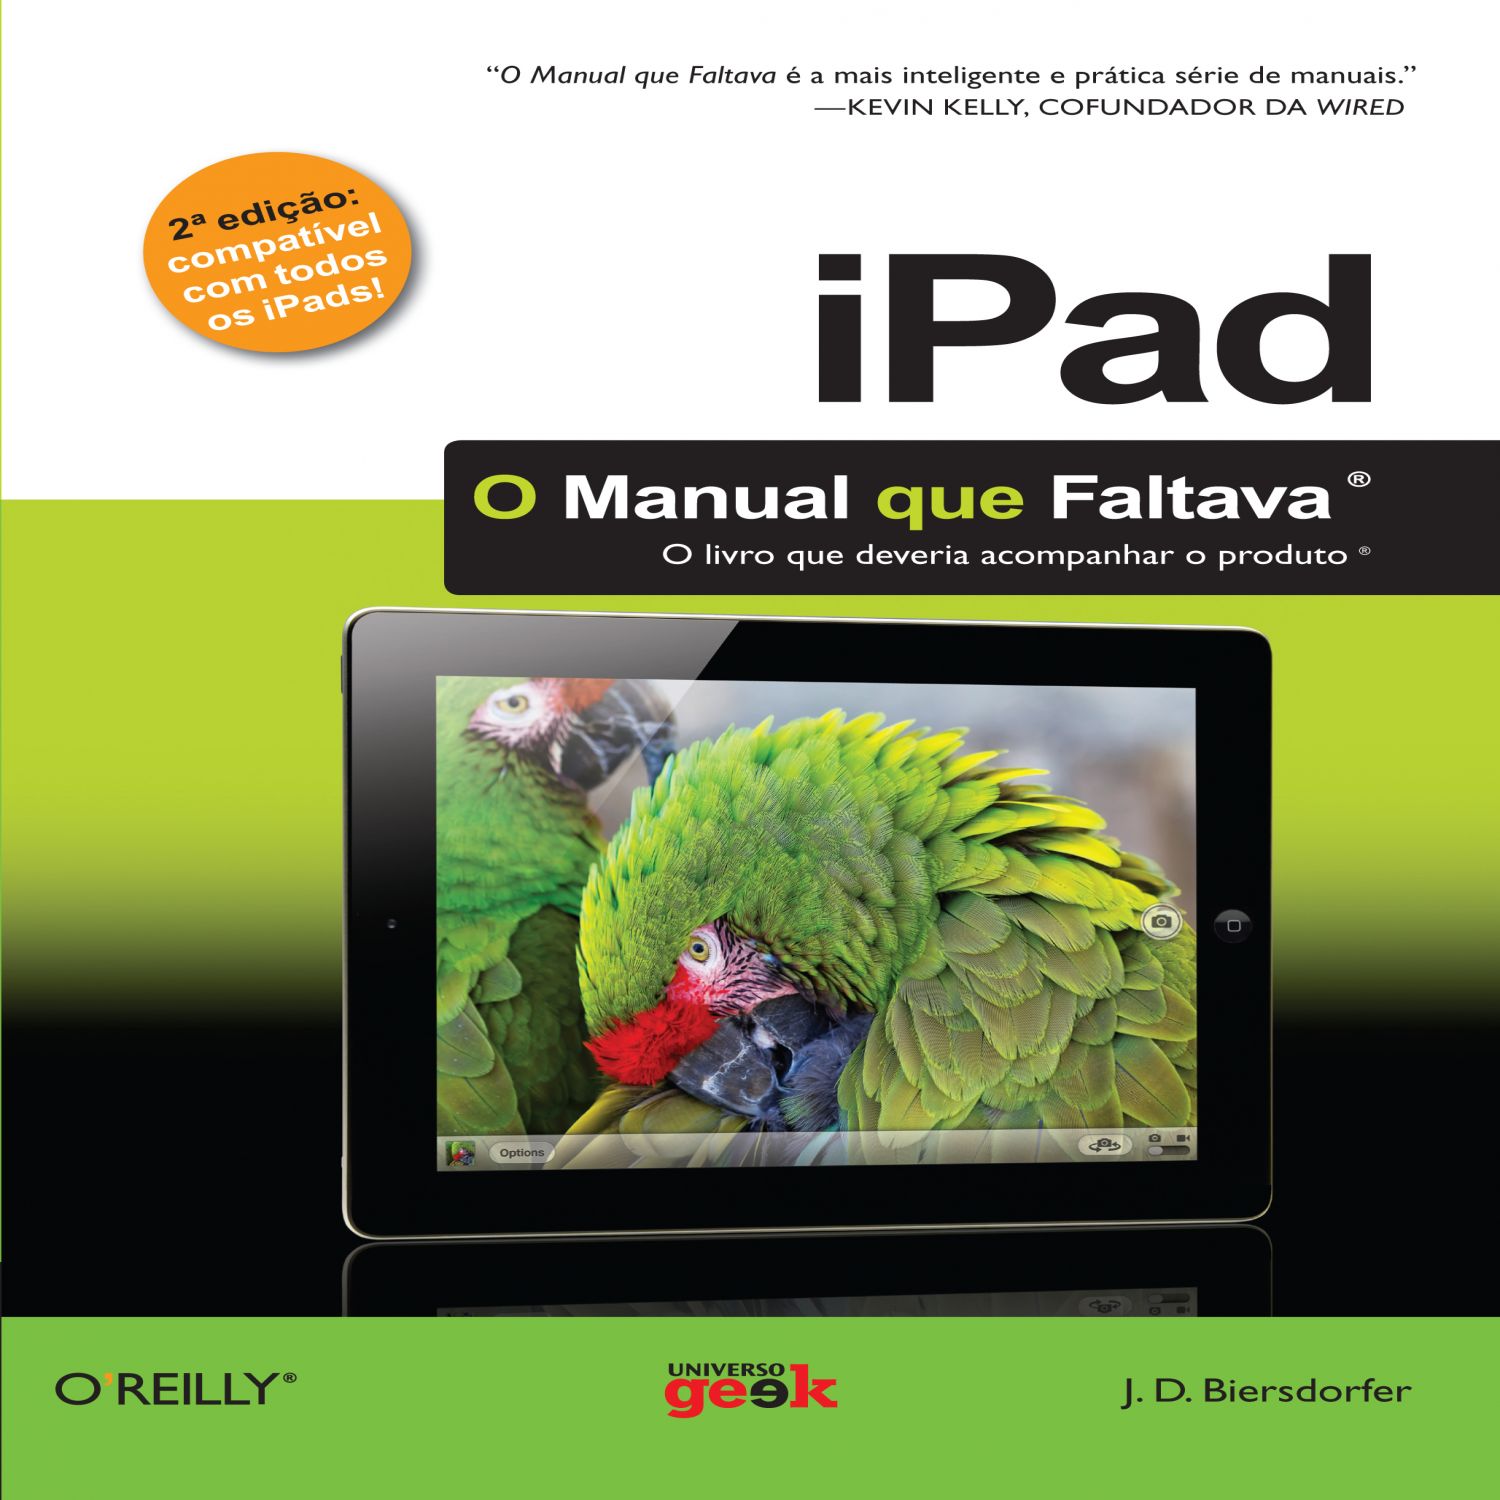 “O Manual que Faltava é a mais inteligente e prática série de manuais.”
—KEVIN KELLY, COFUNDADOR DA WIRED
2ª edição:
compatível
com todos
os iPads!
iPad
O Manual que Faltava®
O livro que deveria acompanhar o produto®
Options
O’REILLY®
UNIVERSO
geek
J. D. Biersdorfer